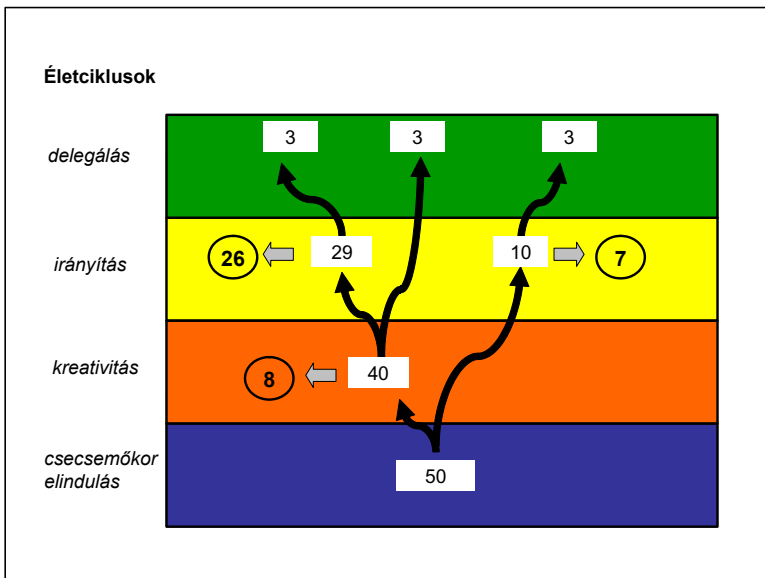 Életciklusok
delegálás
3
3
3
irányítás
26
29
10
7
kreativitás
8
40
csecsemőkor
elindulás
50